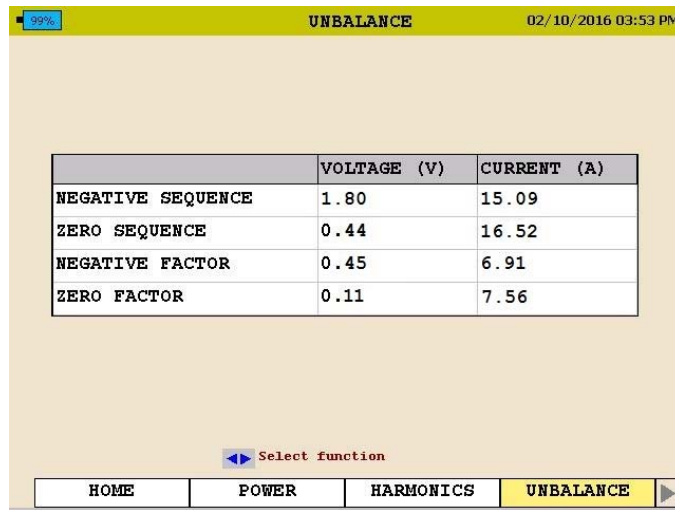 99% UNBALANCE 02/10/2016 03:53 PM
VOLTAGE (V) CURRENT (A)
NEGATIVE SEQUENCE 1.80 15.09
ZERO SEQUENCE 0.44 16.52
NEGATIVE FACTOR 0.45 6.91
ZERO FACTOR 0.11 7.56
Select function
HOME POWER HARMONICS UNBALANCE